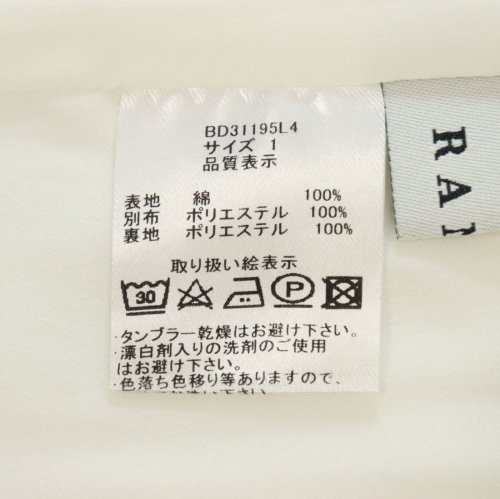 BD31195L4
サイズ 1
品質表示
表地 綿 100%
別布 ポリエステル 100%
裏地 ポリエステル 100%
取り扱い絵表示
30 P
・タンブラー乾燥はお避け下さい。
・漂白剤入りの洗剤のご使用
はお避け下さい。
・色落ち色移り等ありますので、
RAN